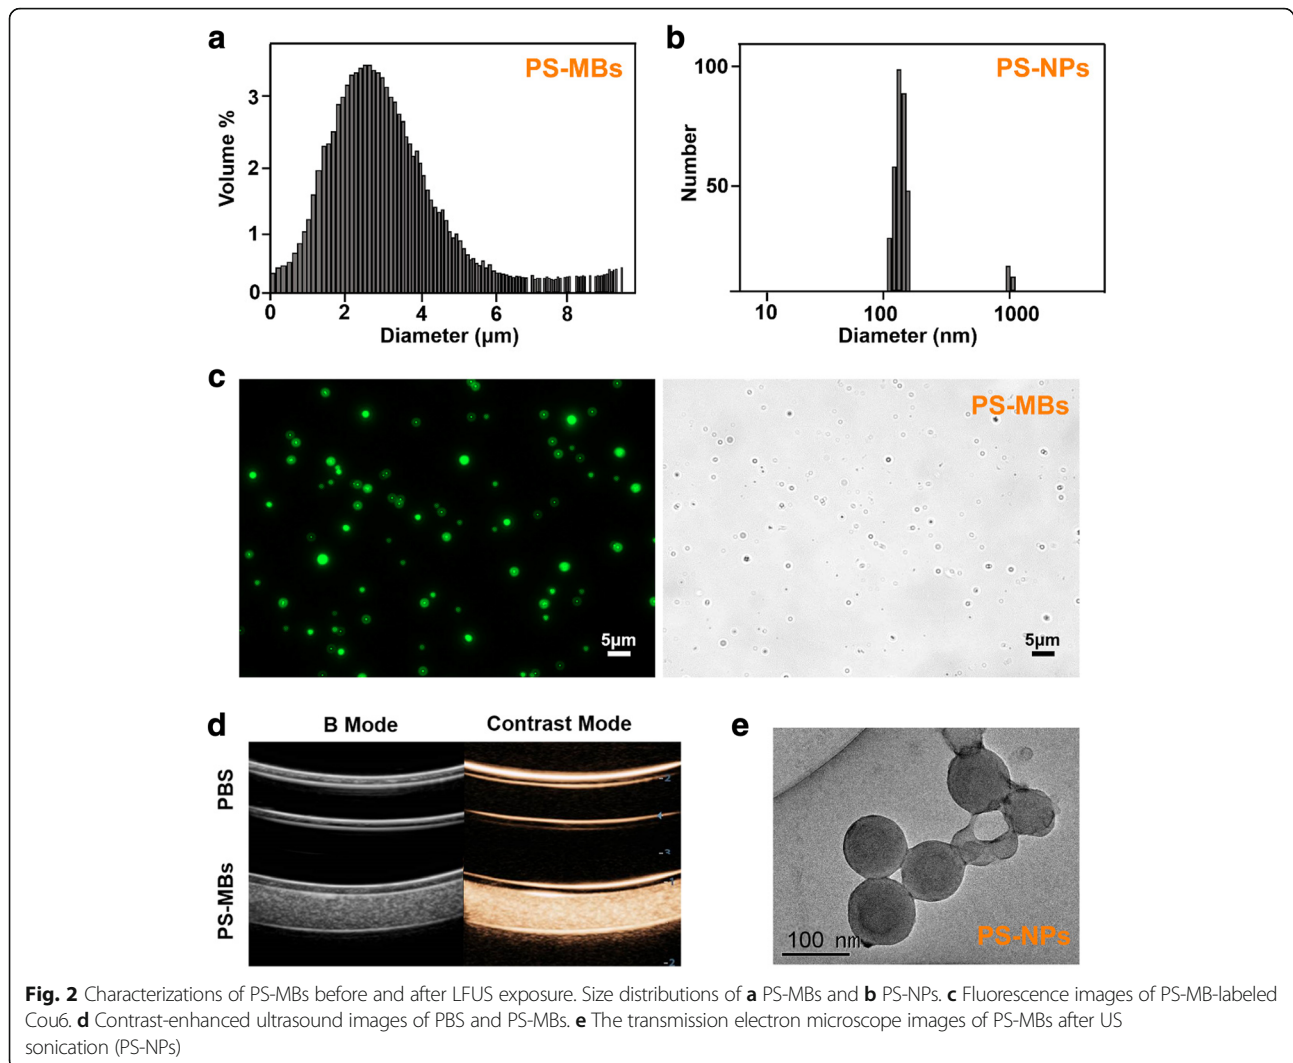 a
PS-MBs
3
2
1
0
Volume %
0 2 4 6 8
Diameter (µm)
b
PS-NPs
100
50
Number
10 100 1000
Diameter (nm)
c
5µm
PS-MBs
5µm
d
B Mode Contrast Mode
PBS
PS-MBs
-2
-3
-2
e
100 nm
PS-NPs
Fig. 2 Characterizations of PS-MBs before and after LFUS exposure. Size distributions of a PS-MBs and b PS-NPs. c Fluorescence images of PS-MB-labeled
Cou6. d Contrast-enhanced ultrasound images of PBS and PS-MBs. e The transmission electron microscope images of PS-MBs after US
sonication (PS-NPs)